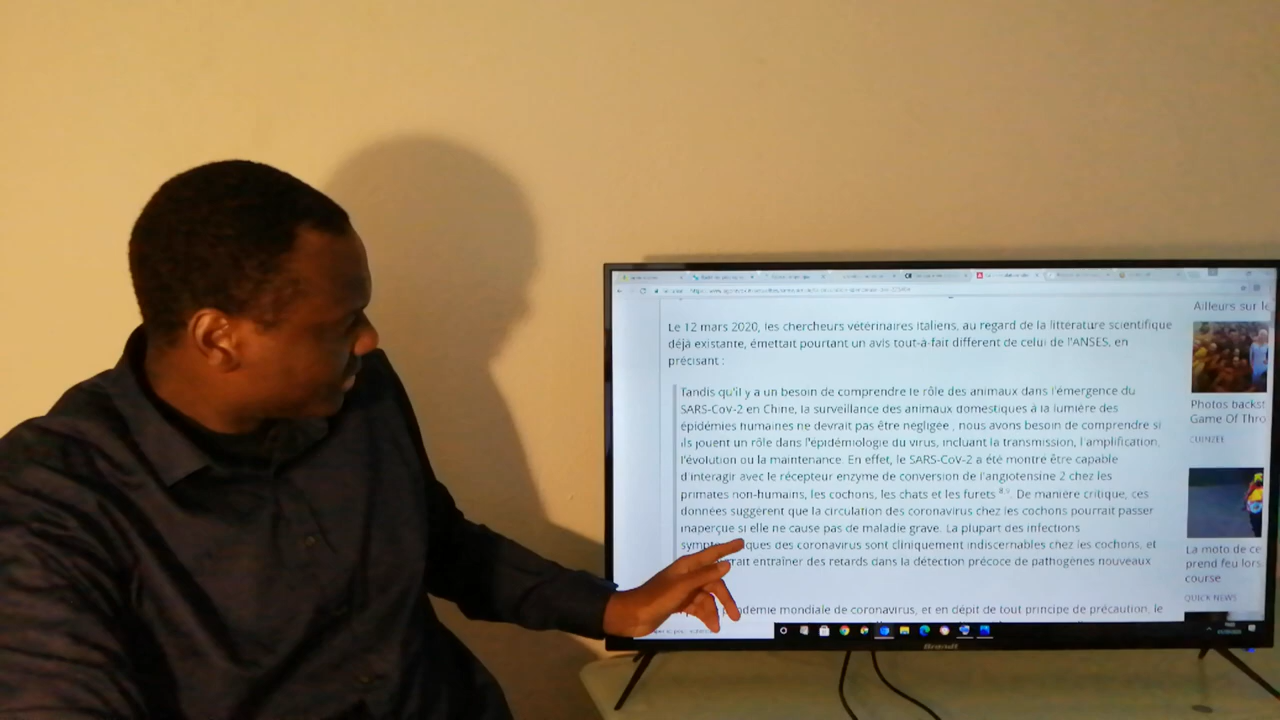 Le 12 mars 2020, les chercheurs vétérinaires italiens, au regard de la littérature scientifique
déjà existante, émettait pourtant un avis tout-à-fait different de celui de l'ANSES, en
précisant :
Tandis qu'il y a un besoin de comprendre le rôle des animaux dans l'émergence du
SARS-CoV-2 en Chine, la surveillance des animaux domestiques à la lumière des
épidémies humaines ne devrait pas être negligée , nous avons besoin de comprendre si
ils jouent un rôle dans l'épidémiologie du virus, incluant la transmission, l'amplification,
l'évolution ou la maintenance. En effet, le SARS-CoV-2 a été montré être capable
d'interagir avec le récepteur enzyme de conversion de l'angiotensine 2 chez les
primates non-humains, les cochons, les chats et les furets. De manière critique, ces
données suggèrent que la circulation des coronavirus chez les cochons pourrait passer
inaperçue si elle ne cause pas de maladie grave. La plupart des infections
des coronavirus sont cliniquement indiscernables chez les cochons, et
entraîner des retards dans la détection précoce de pathogènes nouveaux
mondiale de coronavirus, et en dépit de tout principe de précaution, le
Ailleurs sur le
Photos backst
Game Of Thro
CUINZEE
La moto de ce
prend feu lors
course
QUICK NEWS
Brandt